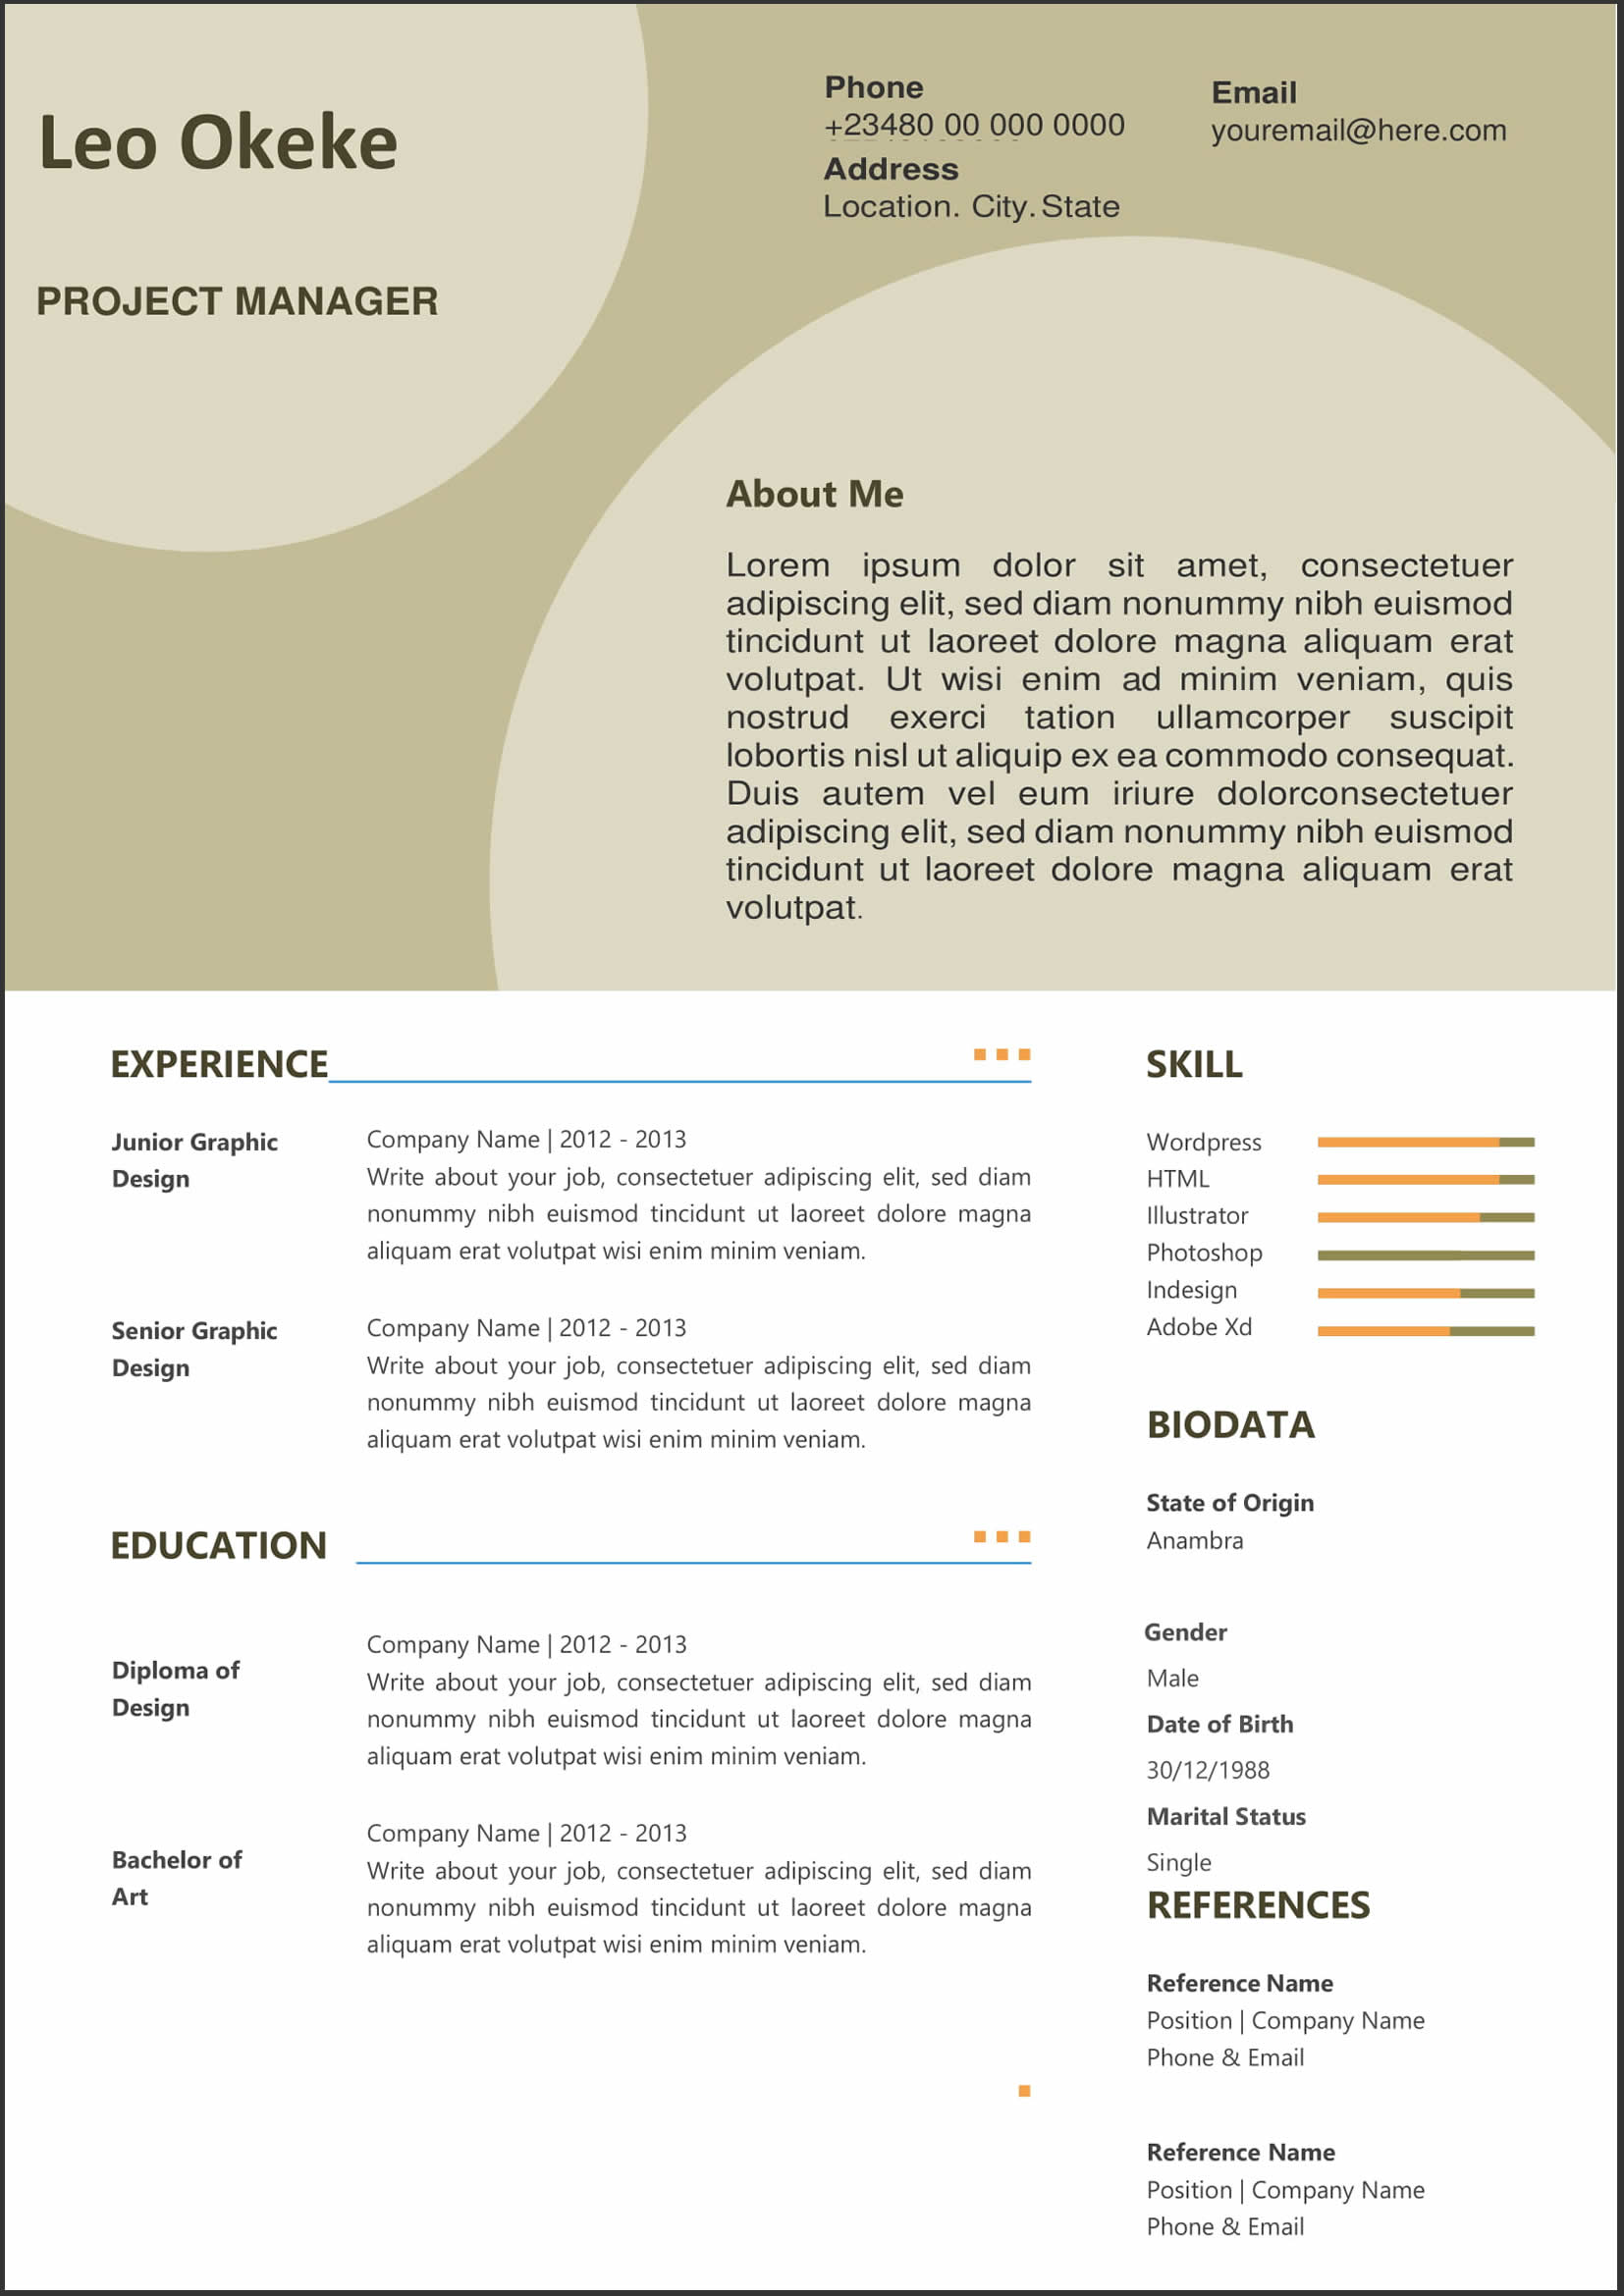 Leo Okeke
PROJECT MANAGER
Phone
+23480 00 000 0000
Address
Location. City. State
Email
youremail@here.com
About Me
Lorem ipsum dolor sit amet, consectetuer
adipiscing elit, sed diam nonummy nibh euismod
tincidunt ut laoreet dolore magna aliquam erat
volutpat. Ut wisi enim ad minim veniam, quis
nostrud exerci tation ullamcorper suscipit
lobortis nisl ut aliquip ex ea commodo consequat.
Duis autem vel eum iriure dolorconsectetuer
adipiscing elit, sed diam nonummy nibh euismod
tincidunt ut laoreet dolore magna aliquam erat
volutpat.
EXPERIENCE
Junior Graphic
Design
Company Name | 2012 - 2013
Write about your job, consectetuer adipiscing elit, sed diam
nonummy nibh euismod tincidunt ut laoreet dolore magna
aliquam erat volutpat wisi enim minim veniam.
Senior Graphic
Design
Company Name | 2012 - 2013
Write about your job, consectetuer adipiscing elit, sed diam
nonummy nibh euismod tincidunt ut laoreet dolore magna
aliquam erat volutpat wisi enim minim veniam.
EDUCATION
Diploma of
Design
Company Name | 2012 - 2013
Write about your job, consectetuer adipiscing elit, sed diam
nonummy nibh euismod tincidunt ut laoreet dolore magna
aliquam erat volutpat wisi enim minim veniam.
Bachelor of
Art
Company Name | 2012 - 2013
Write about your job, consectetuer adipiscing elit, sed diam
nonummy nibh euismod tincidunt ut laoreet dolore magna
aliquam erat volutpat wisi enim minim veniam.
SKILL
Wordpress
HTML
Illustrator
Photoshop
Indesign
Adobe Xd
BIODATA
State of Origin
Anambra
Gender
Male
Date of Birth
30/12/1988
Marital Status
Single
REFERENCES
Reference Name
Position | Company Name
Phone & Email
Reference Name
Position | Company Name
Phone & Email